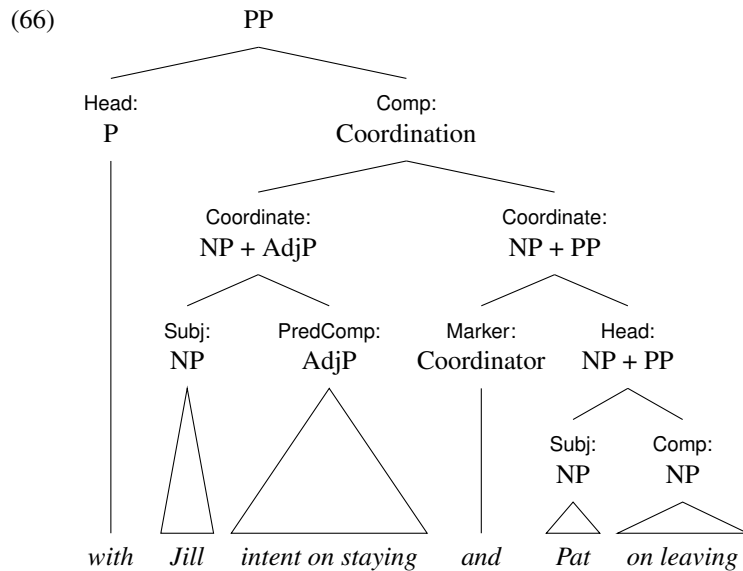 (66) PP
Head: Comp:
P Coordination
Coordinate: Coordinate:
NP + AdjP NP + PP
Subj: PredComp: Marker: Head:
NP AdjP Coordinator NP + PP
Subj: Comp:
NP NP
with Jill intent on staying and Pat on leaving